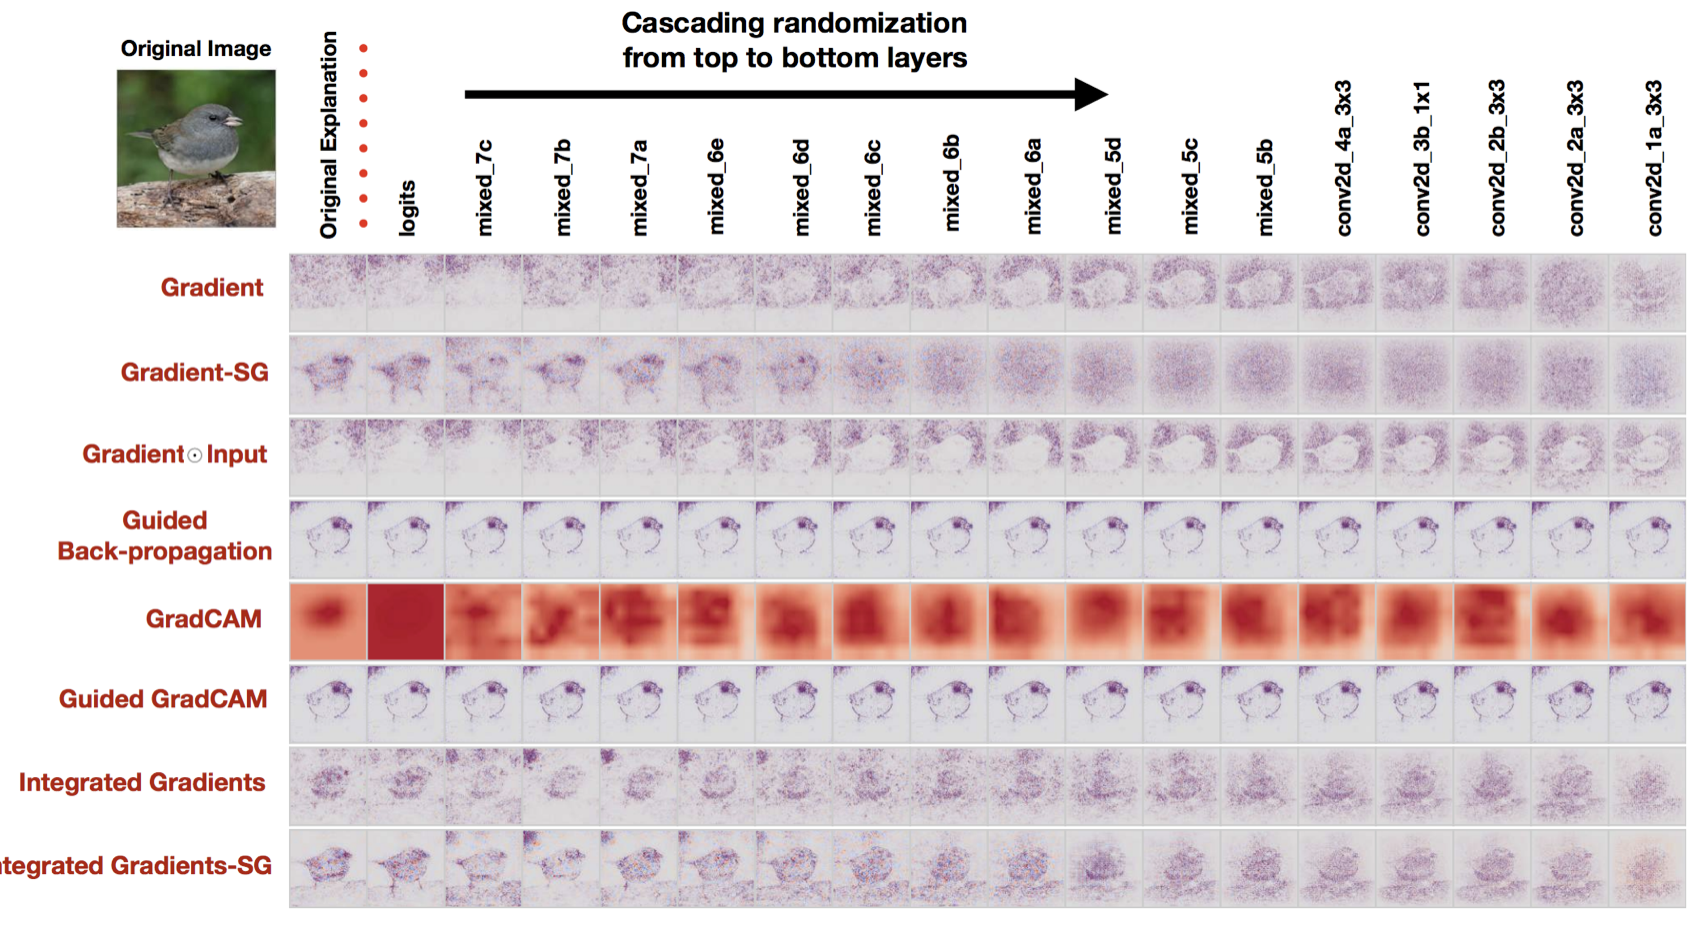 Cascading randomization
from top to bottom layers
Original Image
Original Explanation
logits
mixed_7c
mixed_7b
mixed_7a
mixed_6e
mixed_6d
mixed_6c
mixed_6b
mixed_6a
mixed_5d
mixed_5c
mixed_5b
conv2d_4a_3x3
conv2d_3b_1x1
conv2d_2b_3x3
conv2d_2a_3x3
conv2d_1a_3x3
Gradient
Gradient-SG
Gradient⊙Input
Guided
Back-propagation
GradCAM
Guided GradCAM
Integrated Gradients
ntegrated Gradients-SG